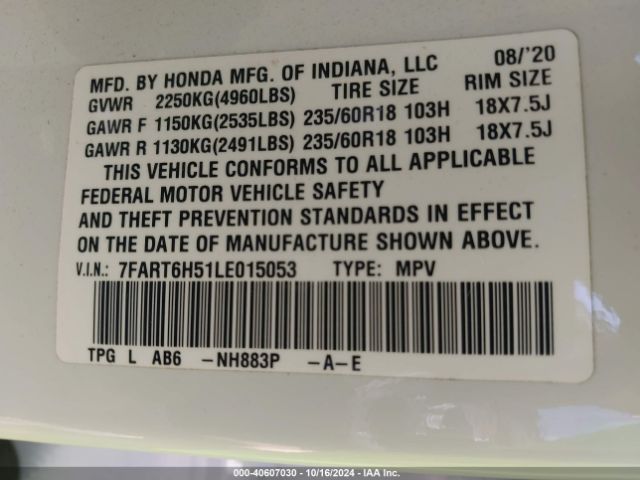 MFD. BY HONDA MFG. OF INDIANA, LLC 08/'20
GVWR 2250KG(4960LBS) TIRE SIZE RIM SIZE
GAWR F 1150KG(2535LBS) 235/60R18 103H 18X7.5J
GAWR R 1130KG(2491LBS) 235/60R18 103H 18X7.5J
THIS VEHICLE CONFORMS TO ALL APPLICABLE
FEDERAL MOTOR VEHICLE SAFETY
AND THEFT PREVENTION STANDARDS IN EFFECT
ON THE DATE OF MANUFACTURE SHOWN ABOVE.
V.I.N.: 7FART6H51LE015053 TYPE: MPV
TPG L AB6 -NH883P -A-E
000-40607030 - 10/16/2024 - IAA Inc.